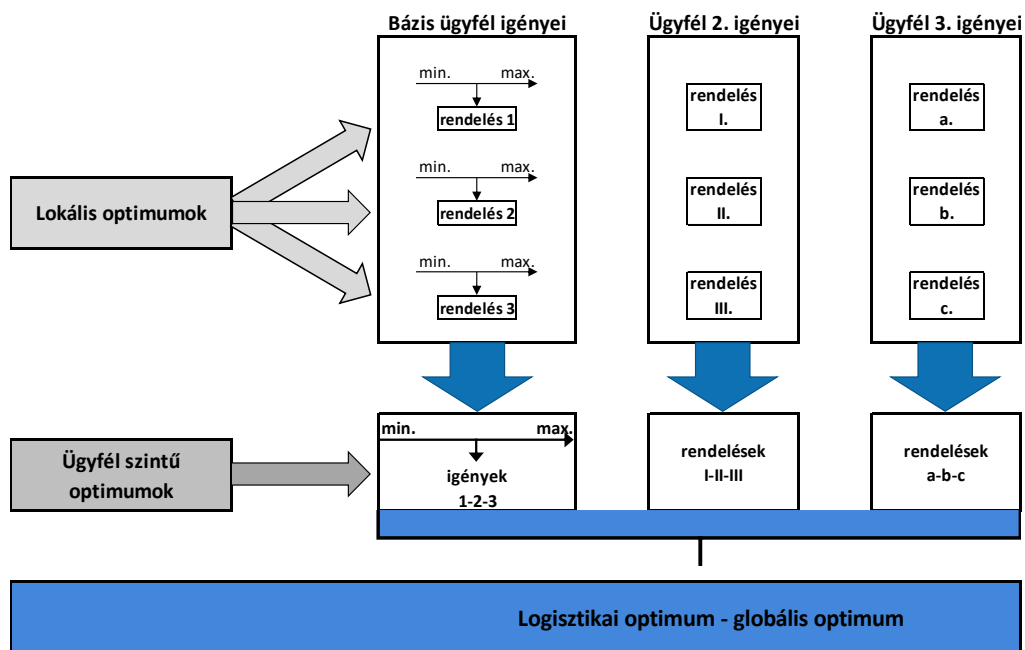 Bázis ügyfél igényei
Ügyfél 2. igényei
Ügyfél 3. igényei
min. max.
rendelés 1
min. max.
rendelés 2
min. max.
rendelés 3
rendelés
I.
rendelés
II.
rendelés
III.
rendelés
a.
rendelés
b.
rendelés
c.
Lokális optimumok
Ügyfél szintű
optimumok
min. max.
igények
1-2-3
rendelések
I-II-III
rendelések
a-b-c
Logisztikai optimum - globális optimum